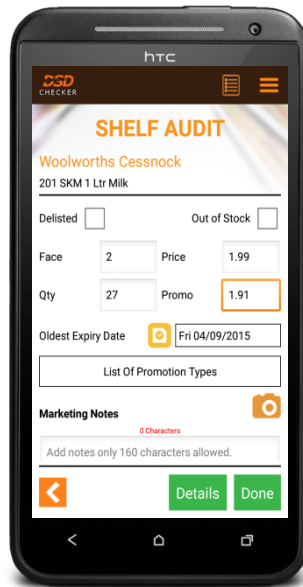 hTC
DSD
CHECKER
SHELF AUDIT
Woolworths Cessnock
201 SKM 1 Ltr Milk
Delisted Out of Stock
Face 2 Price 1.99
Qty 27 Promo 1.91
Oldest Expiry Date Fri 04/09/2015
List Of Promotion Types
Marketing Notes
0 Characters
Add notes only 160 characters allowed.
Details Done